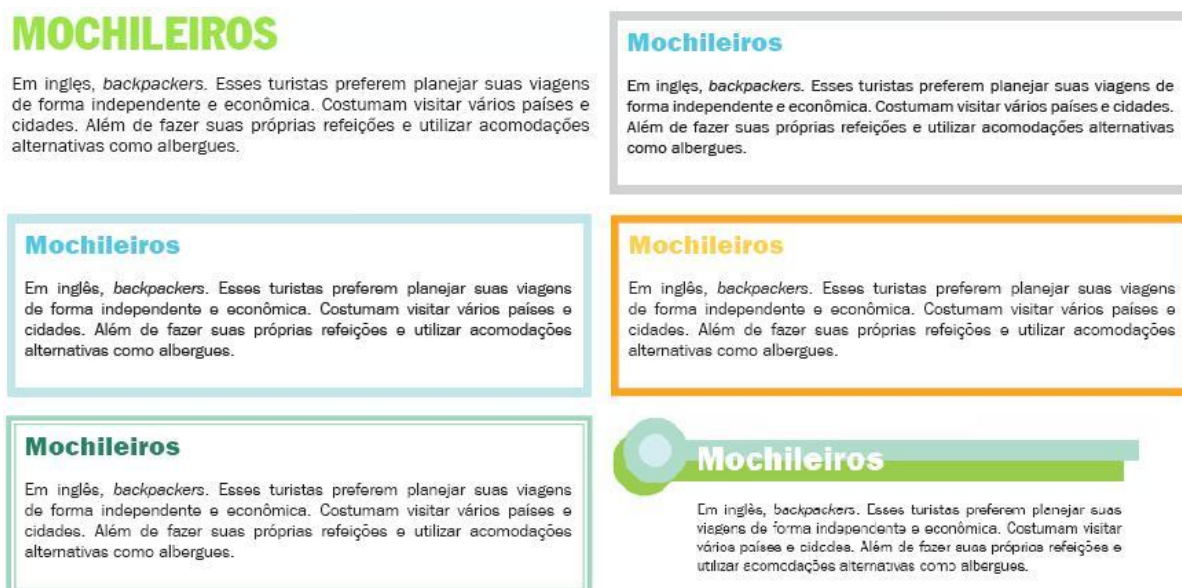 MOCHILEIROS
Em ingles, backpackers. Esses turistas preferem planejar suas viagens
de forma independente e econômica. Costumam visitar vários países e
cidades. Além de fazer suas próprias refeições e utilizar acomodações
alternativas como albergues.
Mochileiros
Em inglęs, backpackers. Esses turistas preferem planejar suas viagens de
forma independente e econômica. Costumam visitar vários países e cidades.
Além de fazer suas próprias refeiçőes e utilizar acomodaçőes alternativas
como albergues.
Mochileiros
Em inglês, backpackers. Esses turistas preferem planejar suas viagens
de forma independente e econômica. Costumam visitar vários países e
cidades. Além de fazer suas próprias refeições e utilizar acomodações
alternativas como albergues.
Mochileiros
Em inglês, backpackers. Esses turistas preferem planejar suas viagens
de forma independente e econômica. Costumam visitar vários países e
cidades. Além de fazer suas próprias refeições e utilizar acomodações
alternativas como albergues.
Mochileiros
Em inglês, backpackers. Esses turistas preferem planejar suas viagens
de forma independente e econômica. Costumam visitar vários países e
cidades. Além de fazer suas próprias refeições e utilizar acomodações
alternativas como albergues.
Mochileiros
Em inglês, backpackers. Esses turistas preferem planejar suas
viagens de forma independente e econômica. Costumam visitar
vários países e cidades. Além de fazer suas próprias refeições e
utilizar acomodações alternativas como albergues.